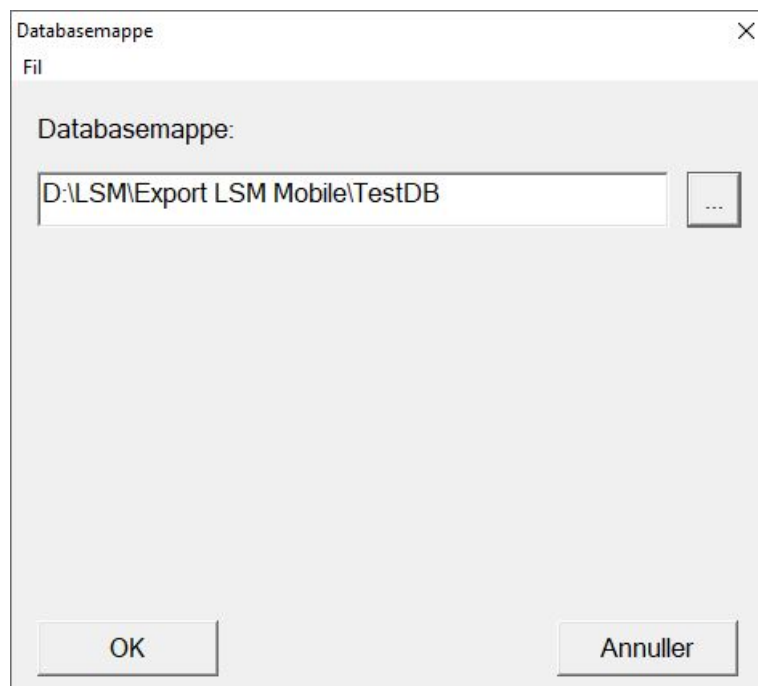 Databasemappe
Fil
Databasemappe:
D:\LSM\Export LSM Mobile\TestDB
...
OK
Annuller